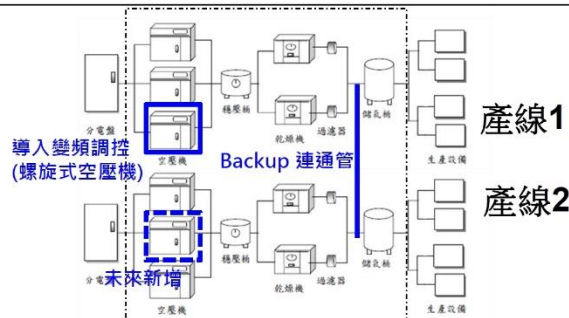 產線1
分電盤
空壓機
穩壓桶
乾燥機
過濾器
儲氣桶
生產設備
導入變頻調控
(螺旋式空壓機)
Backup 連通管
產線2
分電盤
未來新增
空壓機
穩壓桶
乾燥機
過濾器
儲氣桶
生產設備